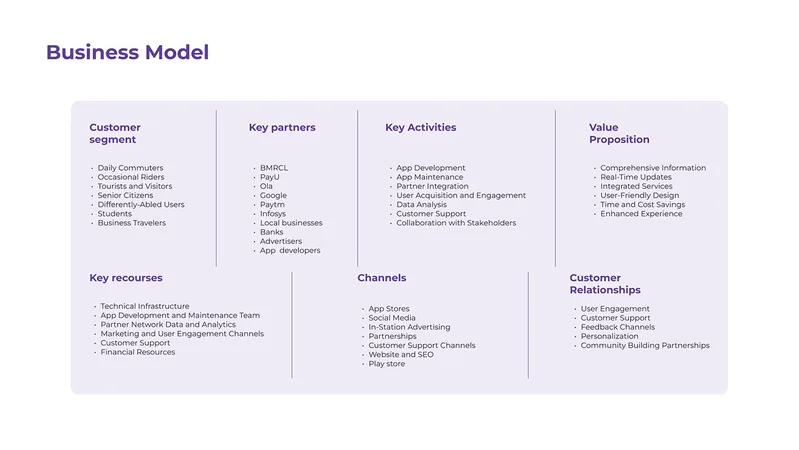 Business Model
Customer
segment
• Daily Commuters
• Occasional Riders
• Tourists and Visitors
• Senior Citizens
• Differently-Abled Users
• Students
• Business Travelers
Key partners
• BMRCL
• PayU
• Ola
• Google
• Paytm
• Infosys
• Local businesses
• Banks
• Advertisers
• App developers
Key Activities
• App Development
• App Maintenance
• Partner Integration
• User Acquisition and Engagement
• Data Analysis
• Customer Support
• Collaboration with Stakeholders
Value
Proposition
• Comprehensive Information
• Real-Time Updates
• Integrated Services
• User-Friendly Design
• Time and Cost Savings
• Enhanced Experience
Key recourses
• Technical Infrastructure
• App Development and Maintenance Team
• Partner Network Data and Analytics
• Marketing and User Engagement Channels
• Customer Support
• Financial Resources
Channels
• App Stores
• Social Media
• In-Station Advertising
• Partnerships
• Customer Support Channels
• Website and SEO
• Play store
Customer
Relationships
• User Engagement
• Customer Support
• Feedback Channels
• Personalization
• Community Building Partnerships